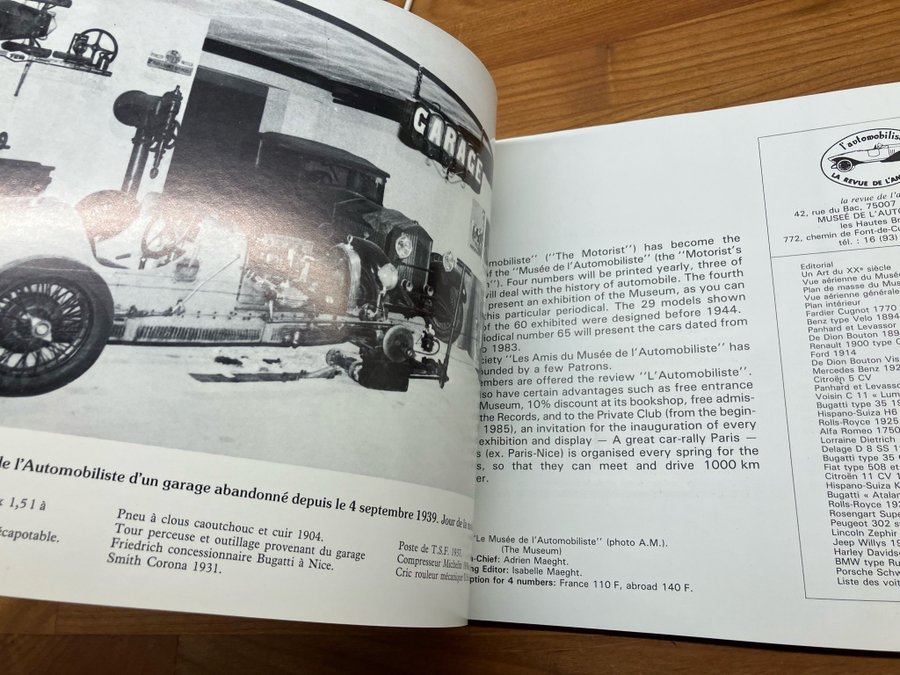 GARAGE
de l'Automobiliste d'un garage abandonné depuis le 4 septembre 1939. Jour de la
1,5 l à
écapotable.
Pneu à clous caoutchouc et cuir 1904.
Tour perceuse et outillage provenant du garage
Friedrich concessionnaire Bugatti à Nice.
Smith Corona 1931.
Poste de T.S.F. 1937.
Compresseur Michelin
Cric rouleur mécanique
mobiliste" ("The Motorist") has become the
of the "Musée de l'Automobiliste" (the "Motorist's
"). Four numbers will be printed yearly, three of
will deal with the history of automobile. The fourth
present an exhibition of the Museum, as you can
this particular periodical. The 29 models shown
of the 60 exhibited were designed before 1944.
odical number 65 will present the cars dated from
o 1983.
ciety "Les Amis du Musée de l'Automobiliste" has
ounded by a few Patrons.
embers are offered the review "L'Automobiliste".
lso have certain advantages such as free entrance
Museum, 10% discount at its bookshop, free admis-
the Records, and to the Private Club (from the begin-
1985), an invitation for the inauguration of every
exhibition and display — A great car-rally Paris —
s (ex. Paris-Nice) is organised every spring for the
s, so that they can meet and drive 1000 km
er.
"Le Musée de l'Automobiliste" (photo A.M.).
(The Museum)
-Chief: Adrien Maeght.
ng Editor: Isabelle Maeght.
ption for 4 numbers: France 110 F, abroad 140 F.
l'automobilis
LA REVUE DE L'AN
la revue de l'a
42, rue du Bac, 75007
MUSÉE DE L'AUTO
les Hautes Br
772, chemin de Font-de-Cu
tél. : 16 (93)
Editorial
Un Art du XXe siècle
Vue aérienne du Musé
Plan de masse du Musé
Vue aérienne générale
Plan intérieur
Fardier Cugnot 1770
Benz type Velo 1894
Panhard et Levassor
De Dion Bouton 189
Renault 1900 type C
Ford 1914
De Dion Bouton Vis
Mercedes Benz 192
Citroën 5 CV
Panhard et Levasso
Voisin C 11 « Lum
Bugatti type 35 19
Hispano-Suiza H6
Rolls-Royce 1925
Alfa Romeo 1750
Lorraine Dietrich
Delage D 8 SS 1
Bugatti type 35
Fiat type 508 et
Citroën 11 CV 1
Hispano-Suiza K
Bugatti « Atalan
Rolls-Royce 193
Rosengart Supe
Peugeot 302 s
Lincoln Zephir
Jeep Willys 19
Harley Davidso
BMW type Ru
Porsche Schw
Liste des voit